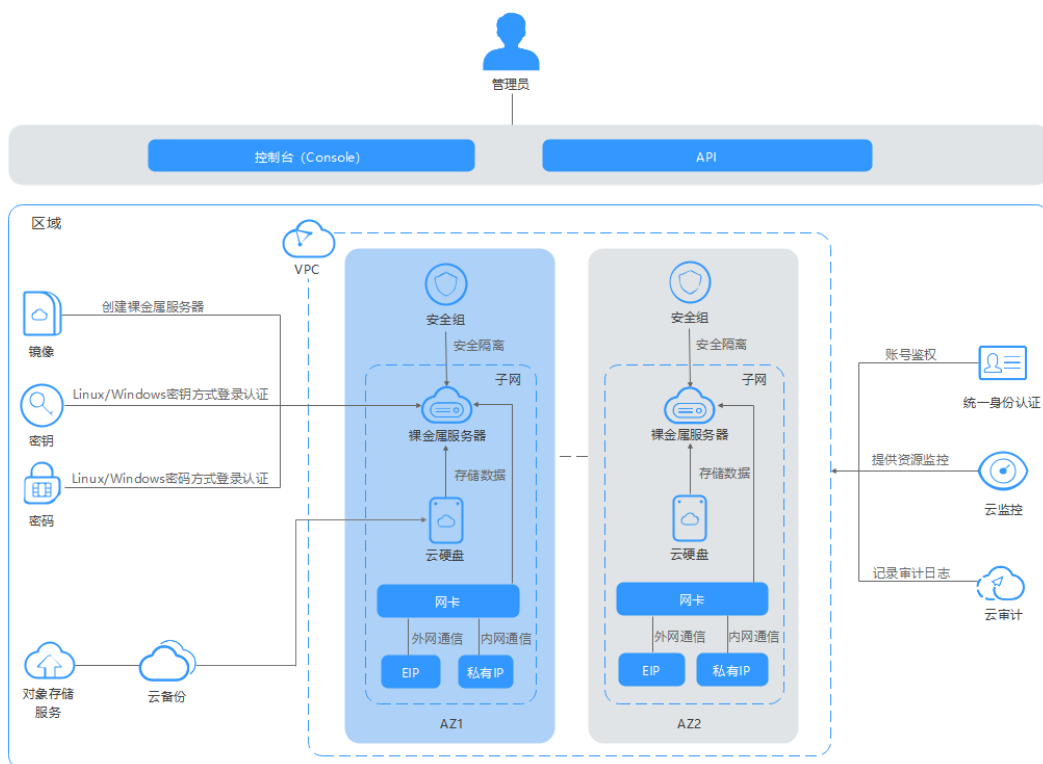 管理员
控制台（Console）
API
区域
VPC
安全组
安全组
创建裸金属服务器
镜像
安全隔离
安全隔离
账号鉴权
子网
子网
统一身份认证
Linux/Windows密钥方式登录认证
密钥
裸金属服务器
裸金属服务器
提供资源监控
Linux/Windows密码方式登录认证
存储数据
存储数据
云监控
密码
云硬盘
云硬盘
记录审计日志
云审计
网卡
网卡
外网通信
内网通信
外网通信
内网通信
EIP
私有IP
EIP
私有IP
对象存储
服务
云备份
AZ1
AZ2